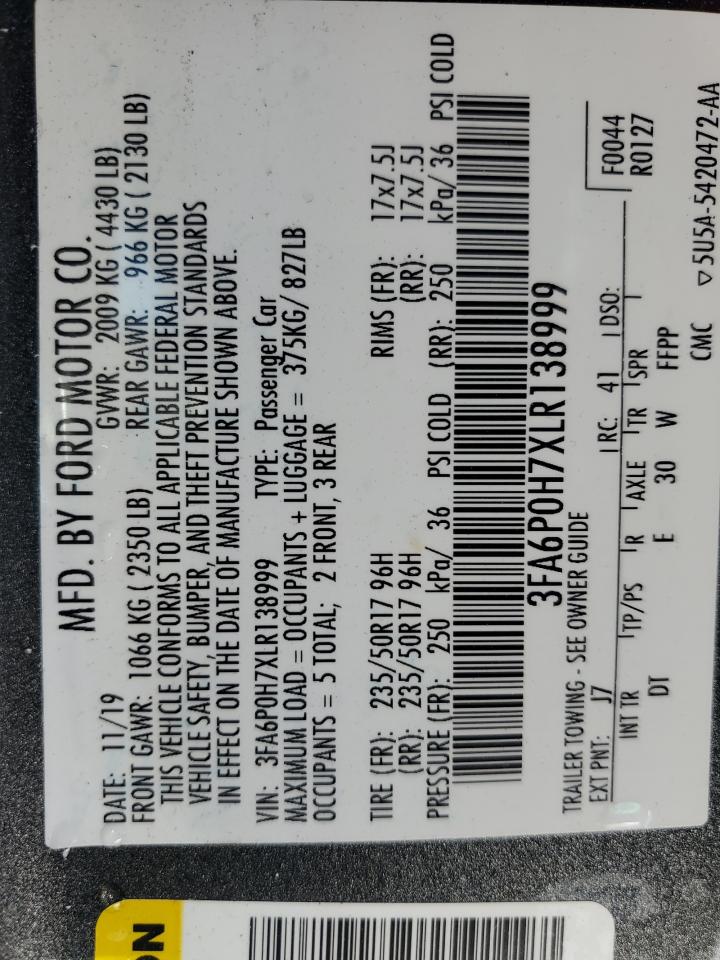 MFD. BY FORD MOTOR CO.
DATE: 11/19 GVWR: 2009 KG ( 4430 LB)
FRONT GAWR: 1066 KG ( 2350 LB) REAR GAWR: 966 KG ( 2130 LB)
THIS VEHICLE CONFORMS TO ALL APPLICABLE FEDERAL MOTOR
VEHICLE SAFETY, BUMPER, AND THEFT PREVENTION STANDARDS
IN EFFECT ON THE DATE OF MANUFACTURE SHOWN ABOVE.
VIN: 3FA6P0H7XLR138999 TYPE: Passenger Car
MAXIMUM LOAD = OCCUPANTS + LUGGAGE = 375KG/ 827LB
OCCUPANTS = 5 TOTAL; 2 FRONT, 3 REAR
TIRE (FR): 235/50R17 96H RIMS (FR): 17x7.5J
(RR): 235/50R17 96H (RR): 17x7.5J
PRESSURE (FR): 250 kPa/ 36 PSI COLD (RR): 250 kPa/ 36 PSI COLD
3FA6P0H7XLR138999
TRAILER TOWING - SEE OWNER GUIDE F0044
EXT PNT: J7 RC: 41 DSO: R0127
INT TR TP/PS R AXLE TR SPR
DT E 30 W FFPP
CMC ▽ 5U5A-5420472-AA
ON